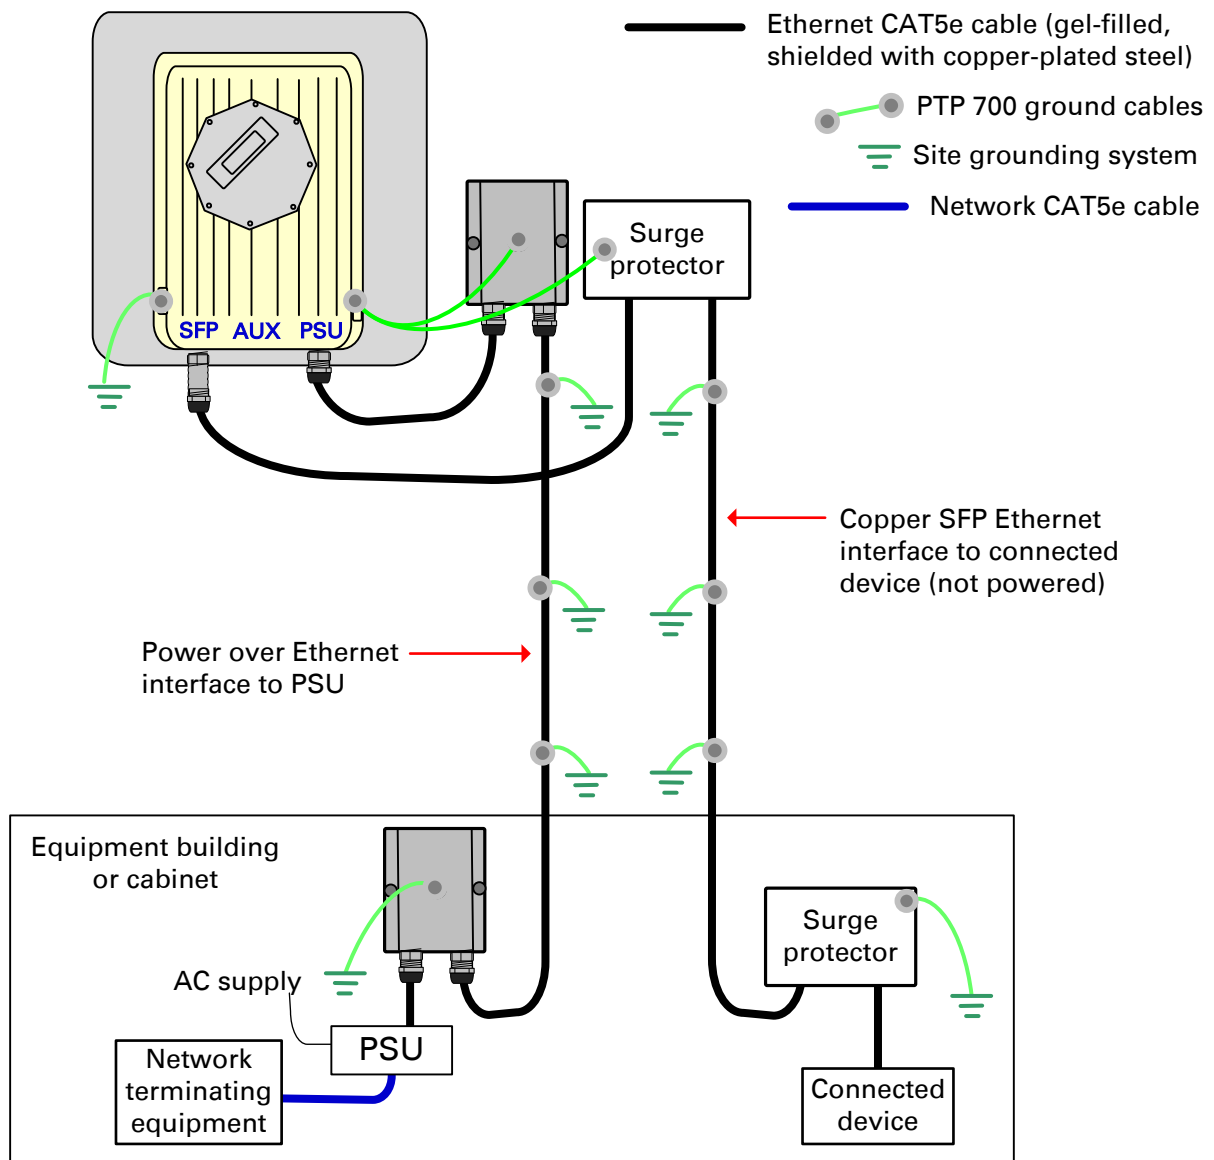 Ethernet CAT5e cable (gel-filled,
shielded with copper-plated steel)
PTP 700 ground cables
Site grounding system
Network CAT5e cable
Surge
protector
SFP AUX PSU
Copper SFP Ethernet
interface to connected
device (not powered)
Power over Ethernet
interface to PSU
Equipment building
or cabinet
Surge
protector
AC supply
PSU
Network
terminating
equipment
Connected
device